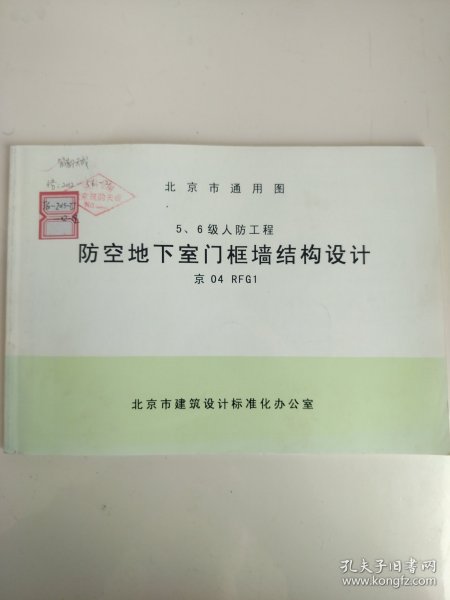 北京市通用图
5、6级人防工程
防空地下室门框墙结构设计
京 04 RFG1
北京市建筑设计标准化办公室
孔夫子旧书网
www.kongfz.com